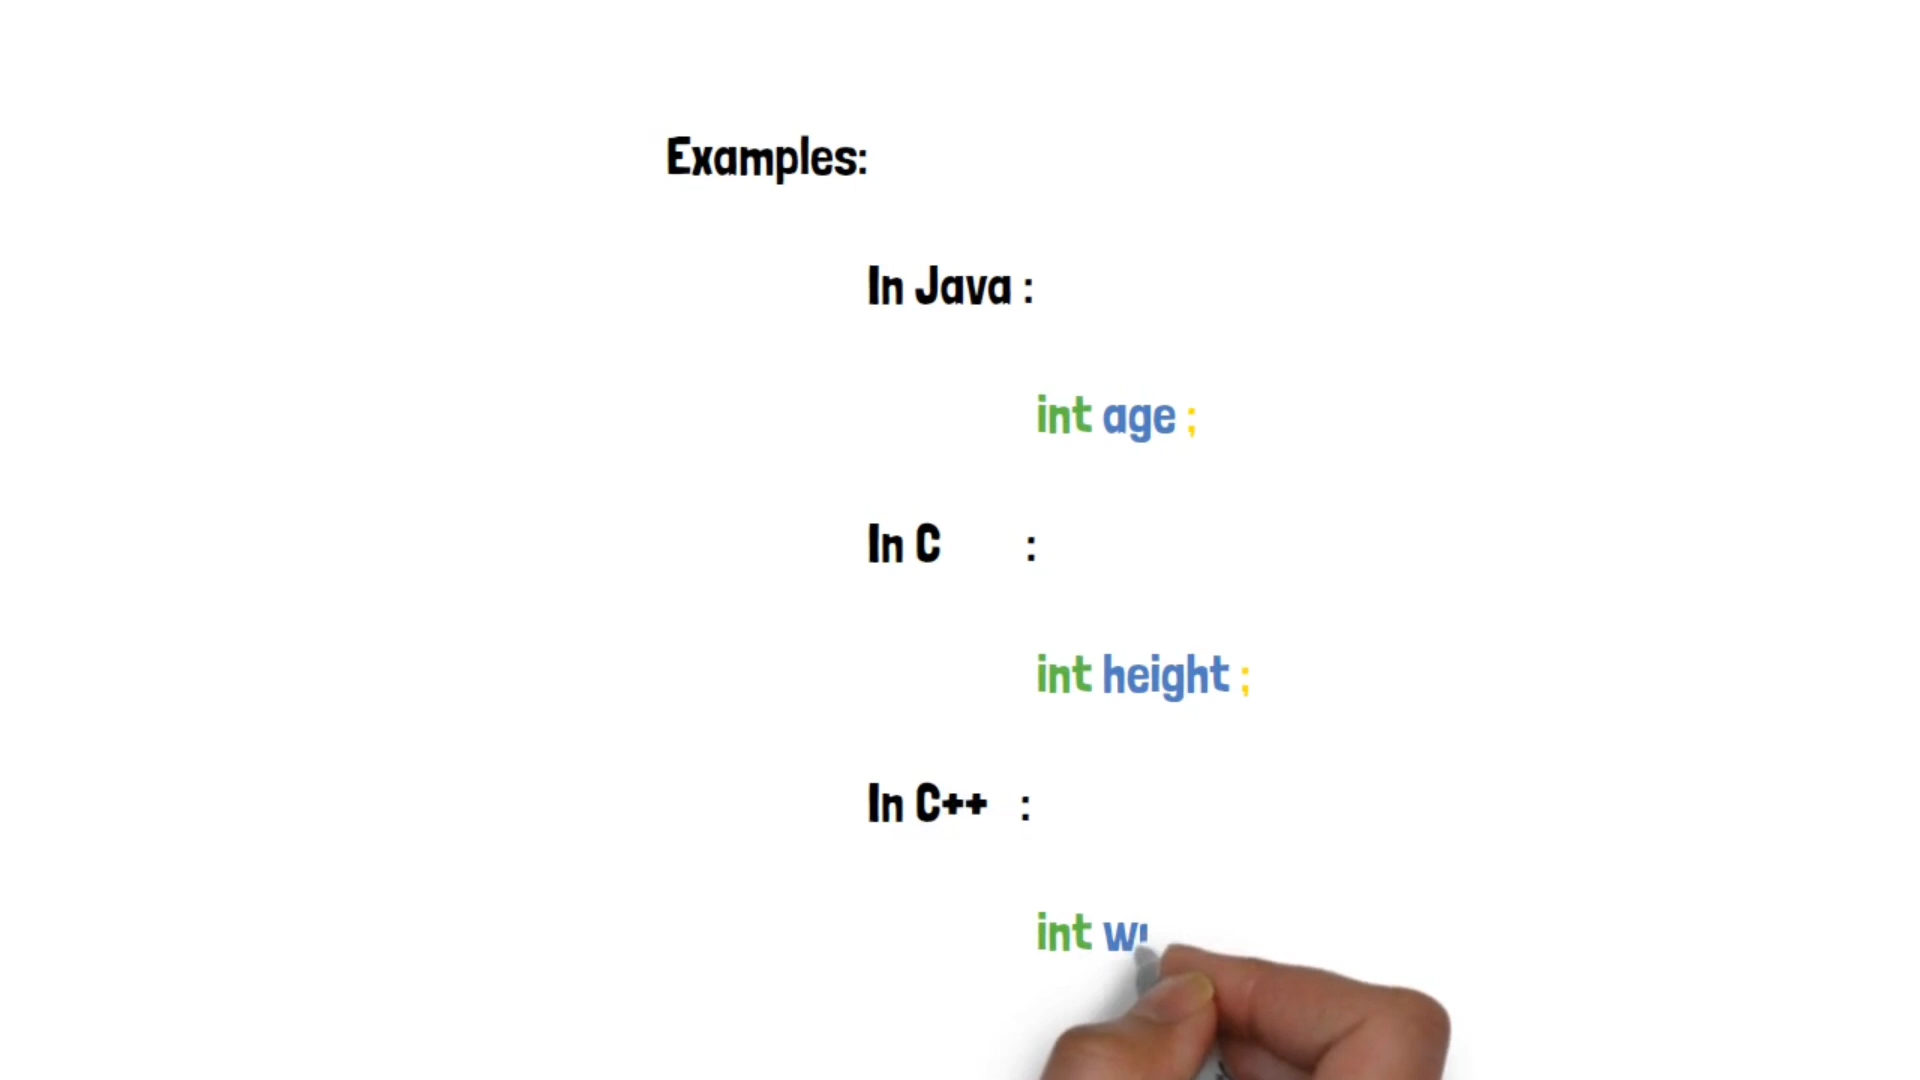 Examples:
In Java :
int age ;
In C :
int height ;
In C++ :
int